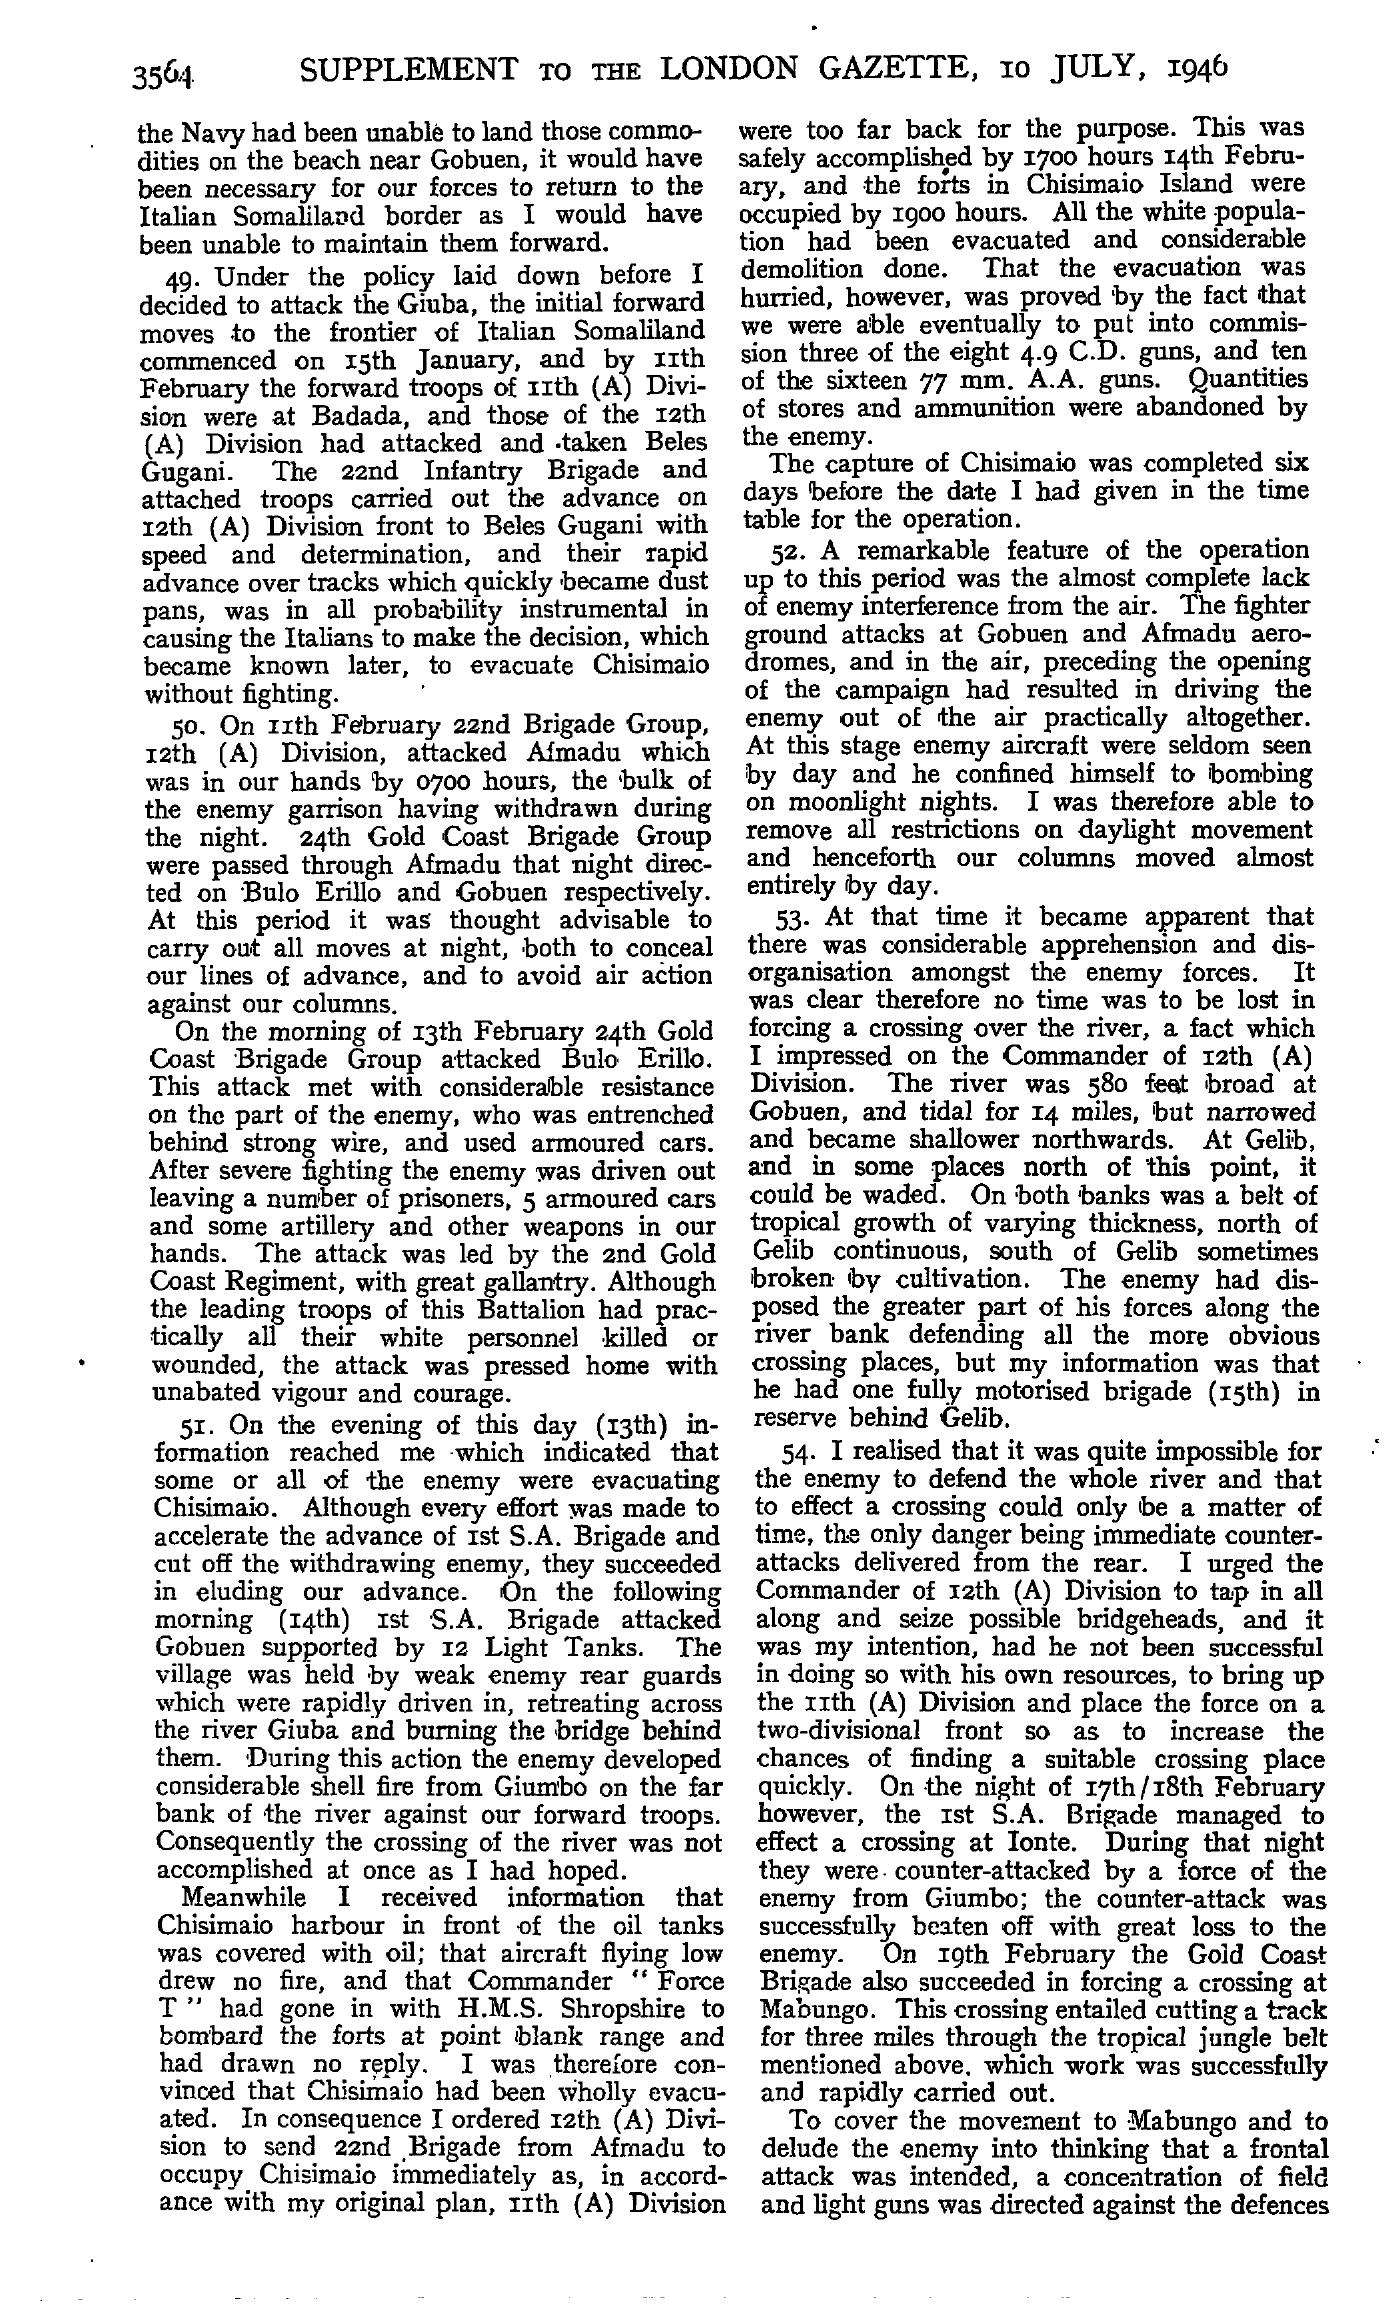 3564 SUPPLEMENT TO THE LONDON GAZETTE, 10 JULY, 1946
the Navy had been unable to land those commo-
dities on the beach near Gobuen, it would have
been necessary for our forces to return to the
Italian Somaliland border as I would have
been unable to maintain them forward.
49. Under the policy laid down before I
decided to attack the Giuba, the initial forward
moves to the frontier of Italian Somaliland
commenced on 15th January, and by 11th
February the forward troops of 11th (A) Divi-
sion were at Badada, and those of the 12th
(A) Division had attacked and taken Beles
Gugani. The 22nd Infantry Brigade and
attached troops carried out the advance on
12th (A) Division front to Beles Gugani with
speed and determination, and their rapid
advance over tracks which quickly became dust
pans, was in all probability instrumental in
causing the Italians to make the decision, which
became known later, to evacuate Chisimaio
without fighting.
50. On 11th February 22nd Brigade Group,
12th (A) Division, attacked Afmadu which
was in our hands by 0700 hours, the bulk of
the enemy garrison having withdrawn during
the night. 24th Gold Coast Brigade Group
were passed through Afmadu that night direc-
ted on Bulo Erillo and Gobuen respectively.
At this period it was thought advisable to
carry out all moves at night, both to conceal
our lines of advance, and to avoid air action
against our columns.
On the morning of 13th February 24th Gold
Coast Brigade Group attacked Bulo Erillo.
This attack met with considerable resistance
on the part of the enemy, who was entrenched
behind strong wire, and used armoured cars.
After severe fighting the enemy was driven out
leaving a number of prisoners, 5 armoured cars
and some artillery and other weapons in our
hands. The attack was led by the 2nd Gold
Coast Regiment, with great gallantry. Although
the leading troops of this Battalion had prac-
tically all their white personnel killed or
wounded, the attack was pressed home with
unabated vigour and courage.
51. On the evening of this day (13th) in-
formation reached me which indicated that
some or all of the enemy were evacuating
Chisimaio. Although every effort was made to
accelerate the advance of 1st S.A. Brigade and
cut off the withdrawing enemy, they succeeded
in eluding our advance. On the following
morning (14th) 1st S.A. Brigade attacked
Gobuen supported by 12 Light Tanks. The
village was held by weak enemy rear guards
which were rapidly driven in, retreating across
the river Giuba and burning the bridge behind
them. During this action the enemy developed
considerable shell fire from Giumbo on the far
bank of the river against our forward troops.
Consequently the crossing of the river was not
accomplished at once as I had hoped.
Meanwhile I received information that
Chisimaio harbour in front of the oil tanks
was covered with oil; that aircraft flying low
drew no fire, and that Commander "Force
T" had gone in with H.M.S. Shropshire to
bombard the forts at point blank range and
had drawn no reply. I was therefore con-
vinced that Chisimaio had been wholly evacu-
ated. In consequence I ordered 12th (A) Divi-
sion to send 22nd Brigade from Afmadu to
occupy Chisimaio immediately as, in accord-
ance with my original plan, 11th (A) Division
were too far back for the purpose. This was
safely accomplished by 1700 hours 14th Febru-
ary, and the forts in Chisimaio Island were
occupied by 1900 hours. All the white popula-
tion had been evacuated and considerable
demolition done. That the evacuation was
hurried, however, was proved by the fact that
we were able eventually to put into commis-
sion three of the eight 4.9 C.D. guns, and ten
of the sixteen 77 mm. A.A. guns. Quantities
of stores and ammunition were abandoned by
the enemy.
The capture of Chisimaio was completed six
days before the date I had given in the time
table for the operation.
52. A remarkable feature of the operation
up to this period was the almost complete lack
of enemy interference from the air. The fighter
ground attacks at Gobuen and Afmadu aero-
dromes, and in the air, preceding the opening
of the campaign had resulted in driving the
enemy out of the air practically altogether.
At this stage enemy aircraft were seldom seen
by day and he confined himself to bombing
on moonlight nights. I was therefore able to
remove all restrictions on daylight movement
and henceforth our columns moved almost
entirely by day.
53. At that time it became apparent that
there was considerable apprehension and dis-
organisation amongst the enemy forces. It
was clear therefore no time was to be lost in
forcing a crossing over the river, a fact which
I impressed on the Commander of 12th (A)
Division. The river was 580 feet broad at
Gobuen, and tidal for 14 miles, but narrowed
and became shallower northwards. At Gelib,
and in some places north of this point, it
could be waded. On both banks was a belt of
tropical growth of varying thickness, north of
Gelib continuous, south of Gelib sometimes
broken by cultivation. The enemy had dis-
posed the greater part of his forces along the
river bank defending all the more obvious
crossing places, but my information was that
he had one fully motorised brigade (15th) in
reserve behind Gelib.
54. I realised that it was quite impossible for
the enemy to defend the whole river and that
to effect a crossing could only be a matter of
time, the only danger being immediate counter-
attacks delivered from the rear. I urged the
Commander of 12th (A) Division to tap in all
along and seize possible bridgeheads, and it
was my intention, had he not been successful
in doing so with his own resources, to bring up
the 11th (A) Division and place the force on a
two-divisional front so as to increase the
chances of finding a suitable crossing place
quickly. On the night of 17th/18th February
however, the 1st S.A. Brigade managed to
effect a crossing at Ionte. During that night
they were counter-attacked by a force of the
enemy from Giumbo; the counter-attack was
successfully beaten off with great loss to the
enemy. On 19th February the Gold Coast
Brigade also succeeded in forcing a crossing at
Mabungo. This crossing entailed cutting a track
for three miles through the tropical jungle belt
mentioned above, which work was successfully
and rapidly carried out.
To cover the movement to Mabungo and to
delude the enemy into thinking that a frontal
attack was intended, a concentration of field
and light guns was directed against the defences